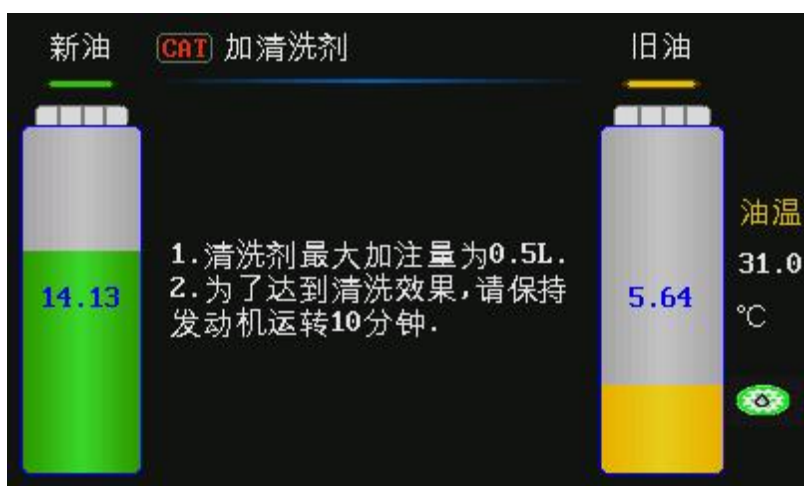 新油
CAT 加清洗剂
旧油
1.清洗剂最大加注量为0.5L.
2.为了达到清洗效果,请保持
发动机运转10分钟.
14.13
5.64
油温
31.0
℃